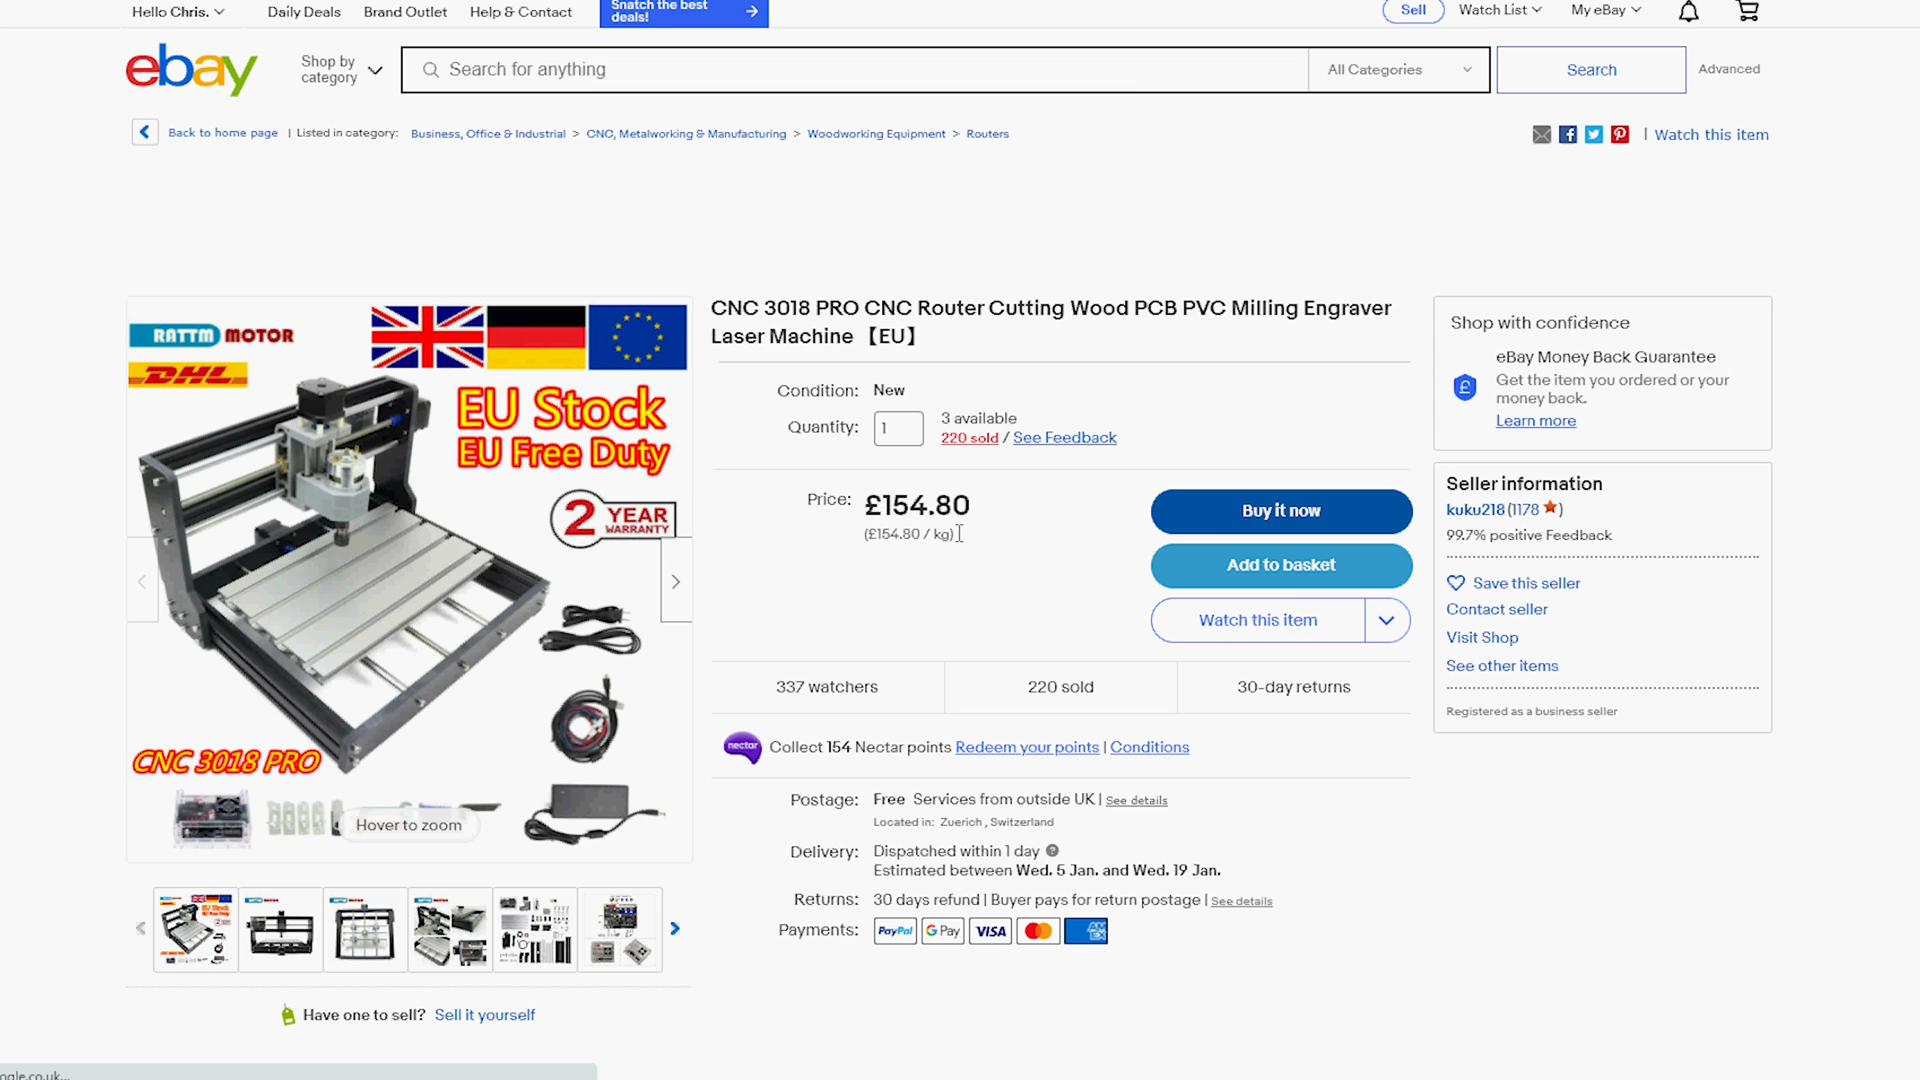 Hello Chris.
Daily Deals
Brand Outlet
Help & Contact
Snatch the best
deals!
Sell
Watch List
My eBay
ebay
Shop by
category
Search for anything
All Categories
Search
Advanced
Back to home page
| Listed in category:
Business, Office & Industrial > CNC, Metalworking & Manufacturing > Woodworking Equipment > Routers
| Watch this item
RATTM MOTOR
DHL
EU Stock
EU Free Duty
2 YEAR
WARRANTY
CNC 3018 PRO
Hover to zoom
Have one to sell? Sell it yourself
CNC 3018 PRO CNC Router Cutting Wood PCB PVC Milling Engraver
Laser Machine【EU】
Condition: New
Quantity: 1
3 available
220 sold / See Feedback
Price: £154.80
(£154.80 / kg)
Buy it now
Add to basket
Watch this item
337 watchers
220 sold
30-day returns
nectar
Collect 154 Nectar points Redeem your points | Conditions
Postage: Free Services from outside UK | See details
Located in: Zuerich , Switzerland
Delivery: Dispatched within 1 day
Estimated between Wed. 5 Jan. and Wed. 19 Jan.
Returns: 30 days refund | Buyer pays for return postage | See details
Payments: PayPal G Pay VISA AMEX
Shop with confidence
eBay Money Back Guarantee
Get the item you ordered or your
money back.
Learn more
Seller information
kuku218 (1178)
99.7% positive Feedback
Save this seller
Contact seller
Visit Shop
See other items
Registered as a business seller